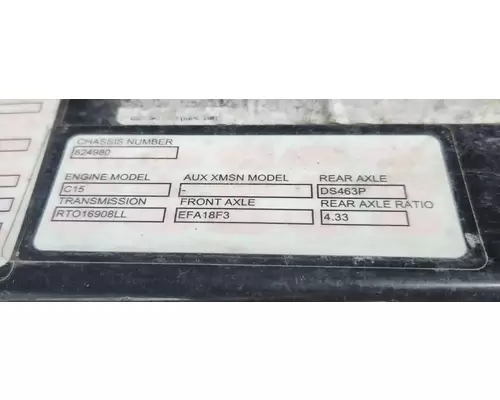 CHASSIS NUMBER
624980
ENGINE MODEL AUX XMSN MODEL REAR AXLE
C15 - DS463P
TRANSMISSION FRONT AXLE REAR AXLE RATIO
RTO16908LL EFA18F3 4.33